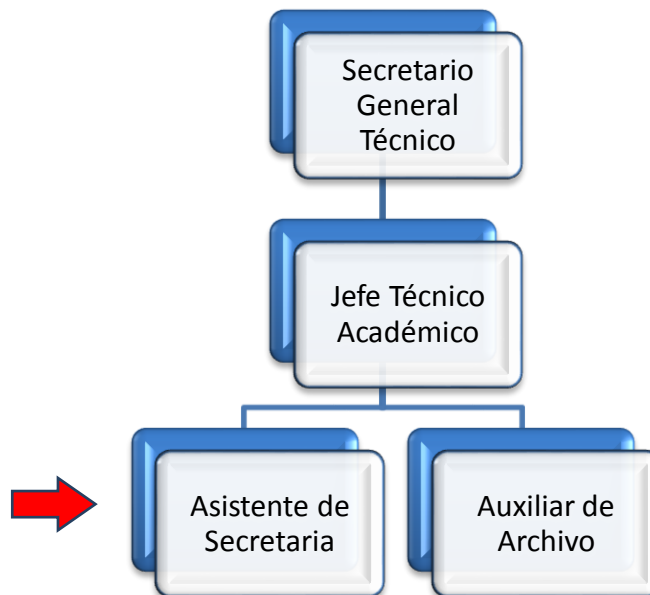 Secretario
General
Técnico
Jefe Técnico
Académico
Asistente de
Secretaria
Auxiliar de
Archivo